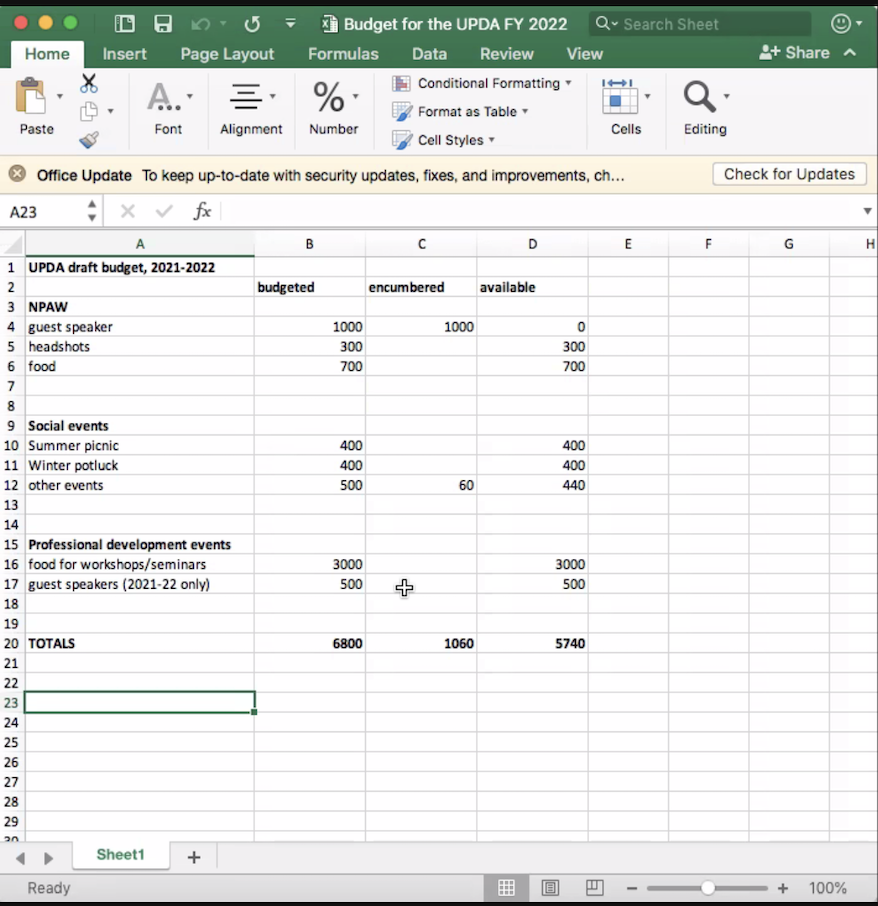 Budget for the UPDA FY 2022 Search Sheet
Home Insert Page Layout Formulas Data Review View Share
Paste Font Alignment % Number Conditional Formatting Format as Table Cell Styles Cells Editing
Office Update To keep up-to-date with security updates, fixes, and improvements, ch... Check for Updates
A23 fx
A B C D E F G H
1 UPDA draft budget, 2021-2022
2 budgeted encumbered available
3 NPAW
4 guest speaker 1000 1000 0
5 headshots 300 300
6 food 700 700
7
8
9 Social events
10 Summer picnic 400 400
11 Winter potluck 400 400
12 other events 500 60 440
13
14
15 Professional development events
16 food for workshops/seminars 3000 3000
17 guest speakers (2021-22 only) 500 500
18
19
20 TOTALS 6800 1060 5740
21
22
23
24
25
26
27
28
29
30
Sheet1 +
Ready 100%